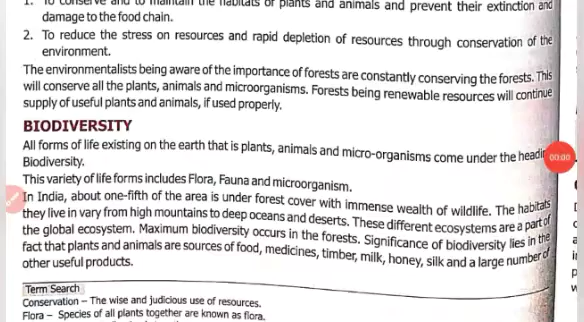 1. To conserve and to maintain the habitats of plants and animals and prevent their extinction and
damage to the food chain.
2. To reduce the stress on resources and rapid depletion of resources through conservation of the
environment.
The environmentalists being aware of the importance of forests are constantly conserving the forests. This
will conserve all the plants, animals and microorganisms. Forests being renewable resources will continue
supply of useful plants and animals, if used properly.
BIODIVERSITY
All forms of life existing on the earth that is plants, animals and micro-organisms come under the
00:00
Biodiversity.
This variety of life forms includes Flora, Fauna and microorganism.
In India, about one-fifth of the area is under forest cover with immense wealth of wildlife. The habitats
they live in vary from high mountains to deep oceans and deserts. These different ecosystems are a part of
the global ecosystem. Maximum biodiversity occurs in the forests. Significance of biodiversity lies in the
fact that plants and animals are sources of food, medicines, timber, milk, honey, silk and a large number of
other useful products.
Term Search
Conservation – The wise and judicious use of resources.
Flora – Species of all plants together are known as flora.